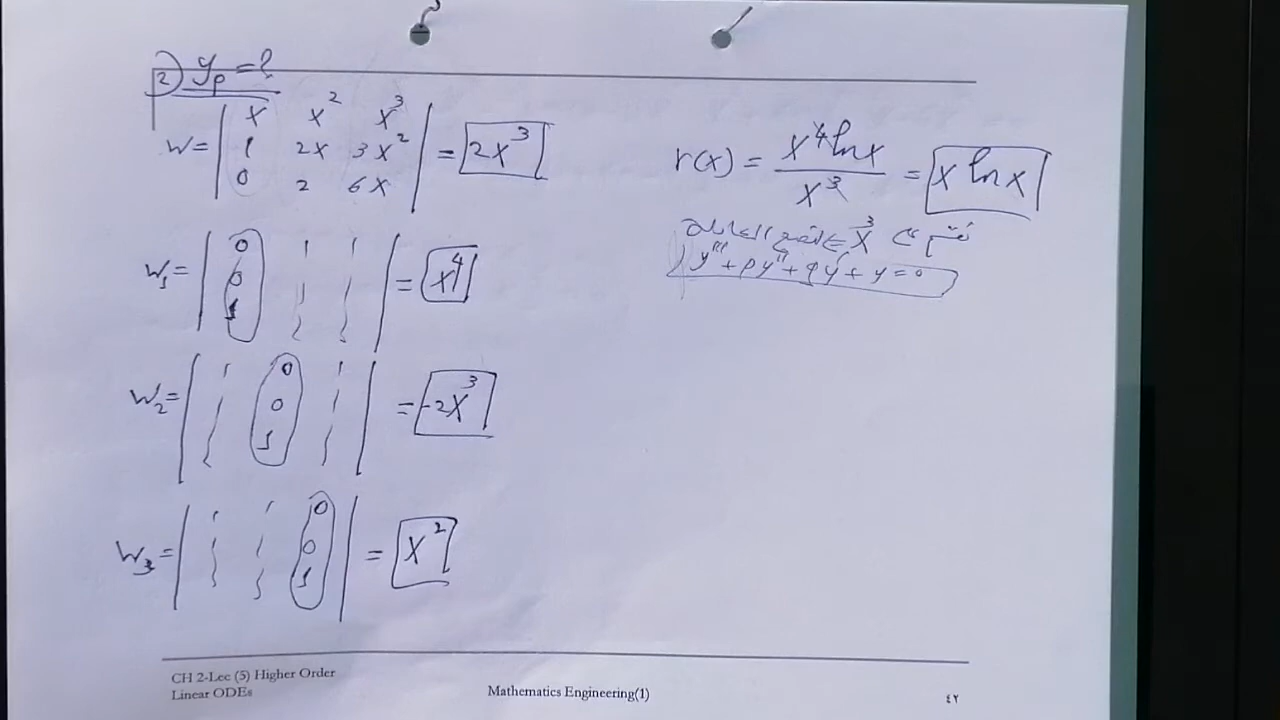 2) yp = ?
W = | x x² x³ |
| 1 2x 3x² | = 2x³
| 0 2 6x |
r(x) = x⁴ ln x / x³ = x ln x
x³
y''' + py'' + qy' + y = 0
W₁ = | 0 |
| 0 | = x⁴
| 1 |
W₂ = | 0 |
| 0 | = -2x³
| 1 |
W₃ = | 0 |
| 0 | = x²
| 1 |
CH 2-Lec (5) Higher Order
Linear ODEs
Mathematics Engineering(1)
٤٢